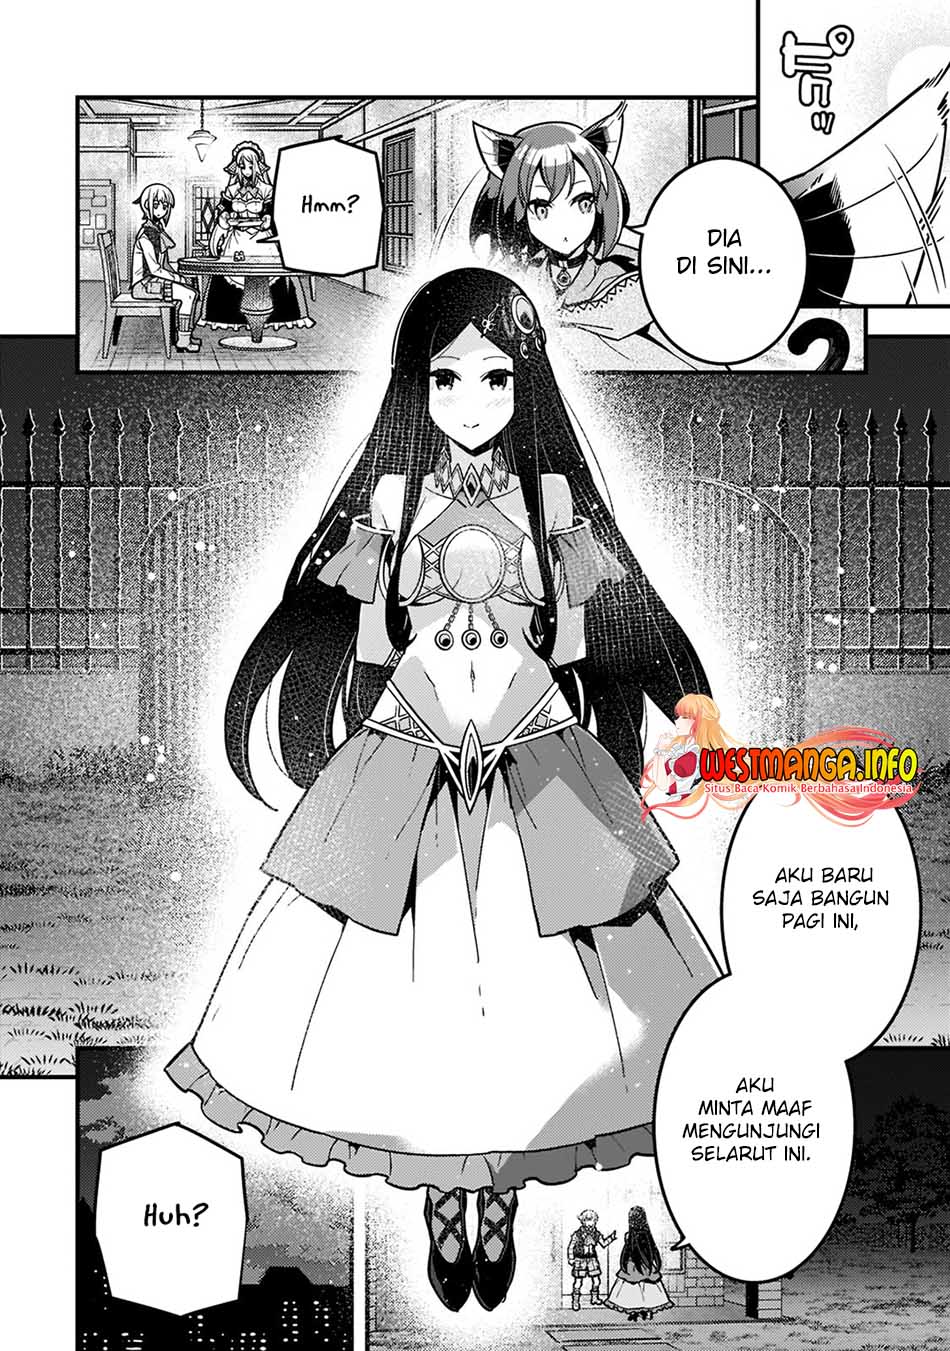 ピクッ
DIA
DI SINI...
Hmm?
WESTMANGA.INFO
Situs Baca Komik Berbahasa Indonesia
AKU BARU
SAJA BANGUN
PAGI INI,
AKU
MINTA MAAF
MENGUNJUNGI
SELARUT INI.
Huh?